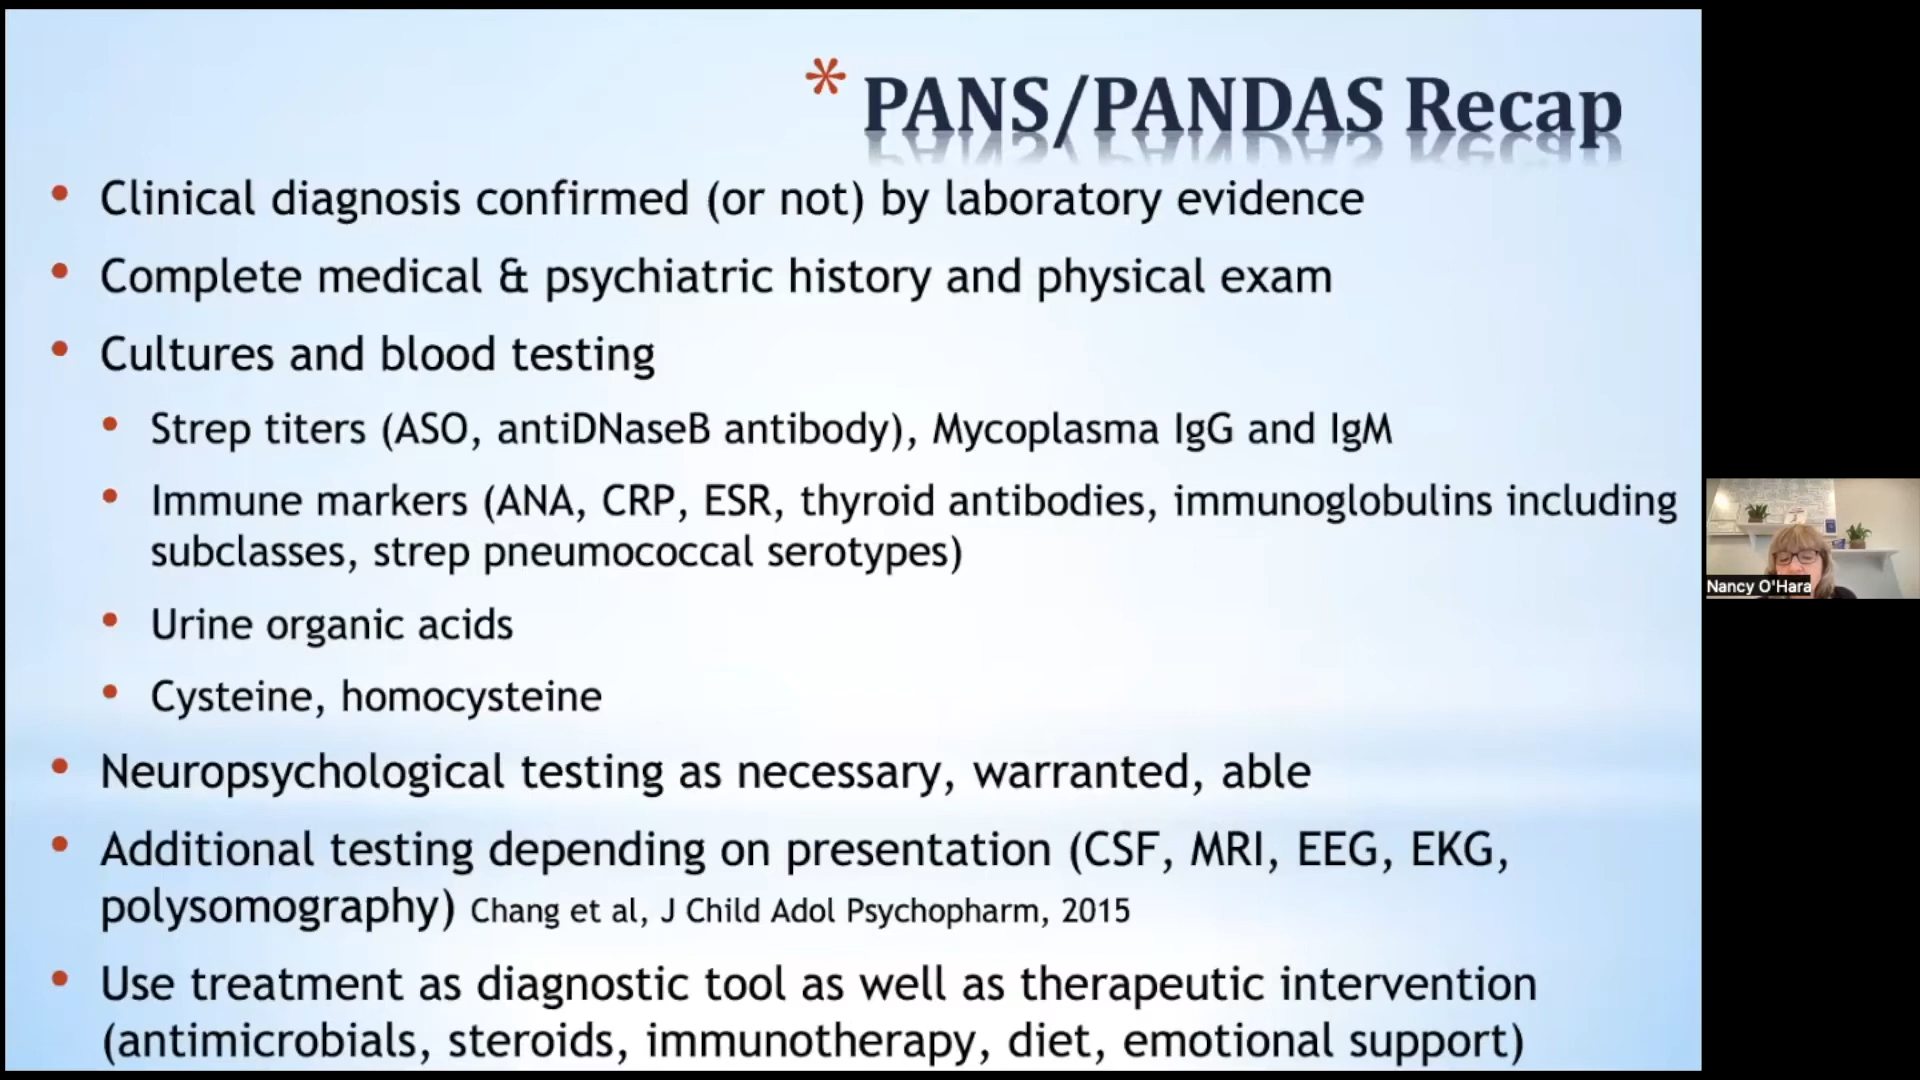 * PANS/PANDAS Recap
• Clinical diagnosis confirmed (or not) by laboratory evidence
• Complete medical & psychiatric history and physical exam
• Cultures and blood testing
• Strep titers (ASO, antiDNaseB antibody), Mycoplasma IgG and IgM
• Immune markers (ANA, CRP, ESR, thyroid antibodies, immunoglobulins including
subclasses, strep pneumococcal serotypes)
• Urine organic acids
• Cysteine, homocysteine
• Neuropsychological testing as necessary, warranted, able
• Additional testing depending on presentation (CSF, MRI, EEG, EKG,
polysomography) Chang et al, J Child Adol Psychopharm, 2015
• Use treatment as diagnostic tool as well as therapeutic intervention
(antimicrobials, steroids, immunotherapy, diet, emotional support)
Nancy O'Hara